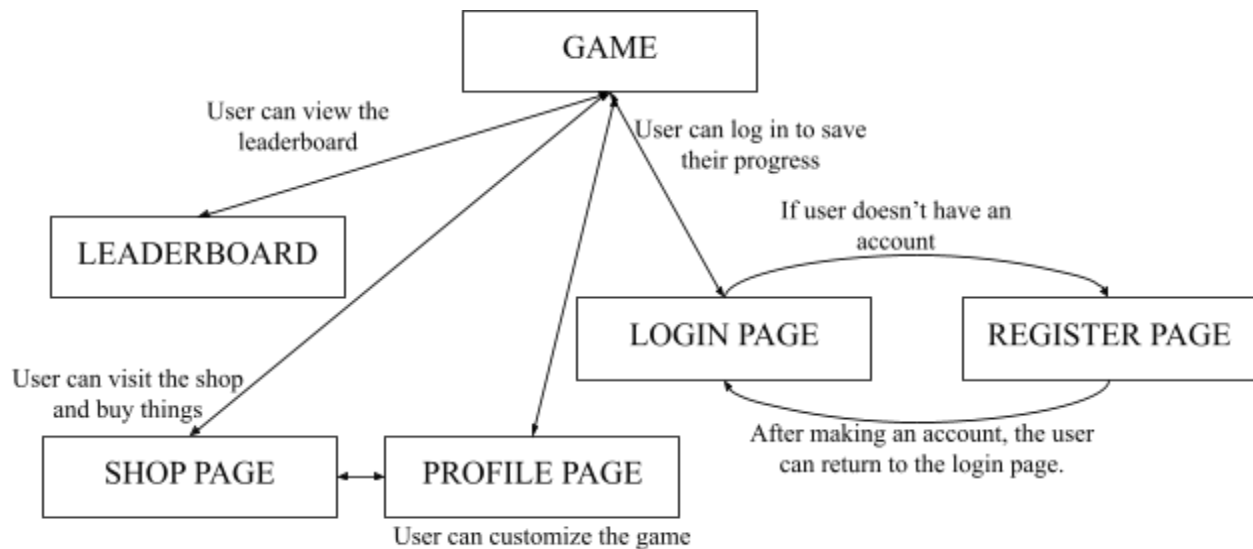 GAME
User can view the
leaderboard
User can log in to save
their progress
If user doesn’t have an
account
LEADERBOARD
LOGIN PAGE
REGISTER PAGE
User can visit the shop
and buy things
After making an account, the user
can return to the login page.
SHOP PAGE
PROFILE PAGE
User can customize the game